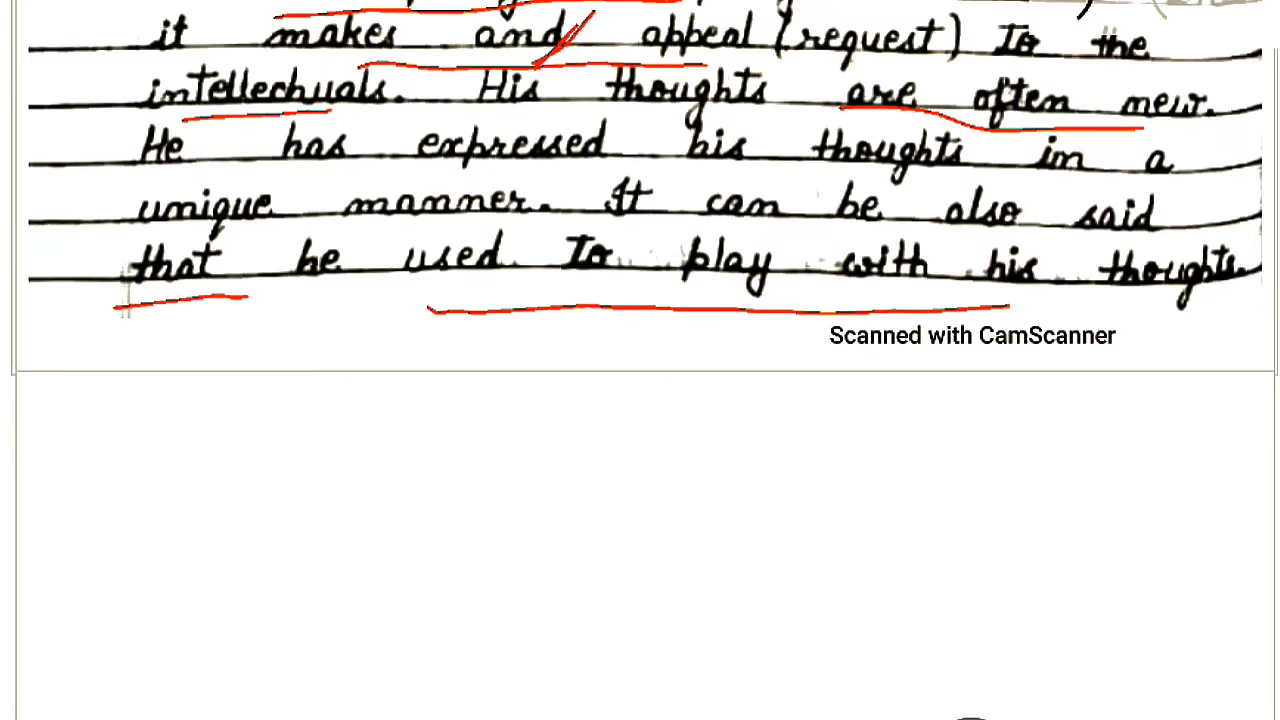 it makes and appeal (request) To the
intellechuals. His thoughts are often new.
He has expressed his thoughts in a
unique manner. It can be also said
that he used To play with his thoughts.
Scanned with CamScanner